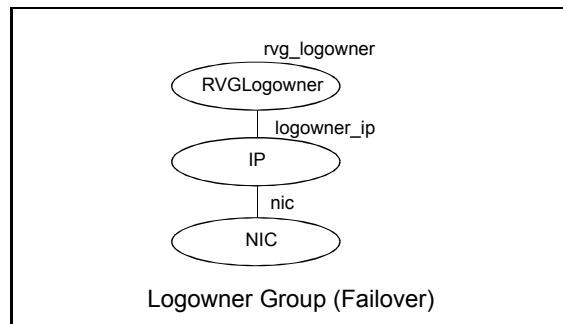 rvg_logowner
RVGLogowner
logowner_ip
IP
nic
NIC
Logowner Group (Failover)